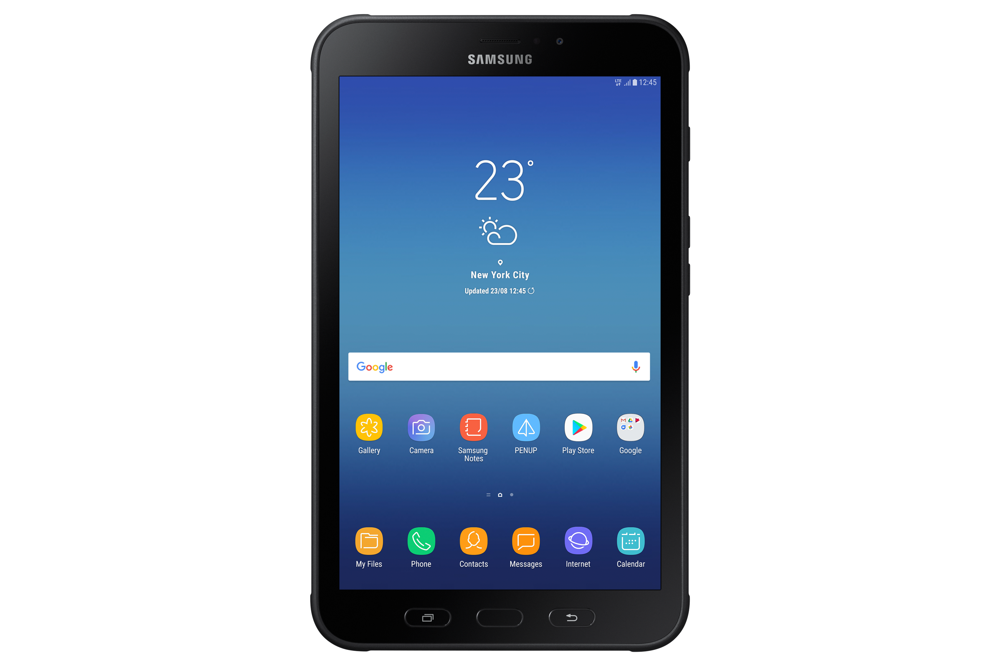 SAMSUNG
LTE 12:45
23°
New York City
Updated 23/08 12:45
Google
Gallery Camera Samsung Notes PENUP Play Store Google
My Files Phone Contacts Messages Internet Calendar